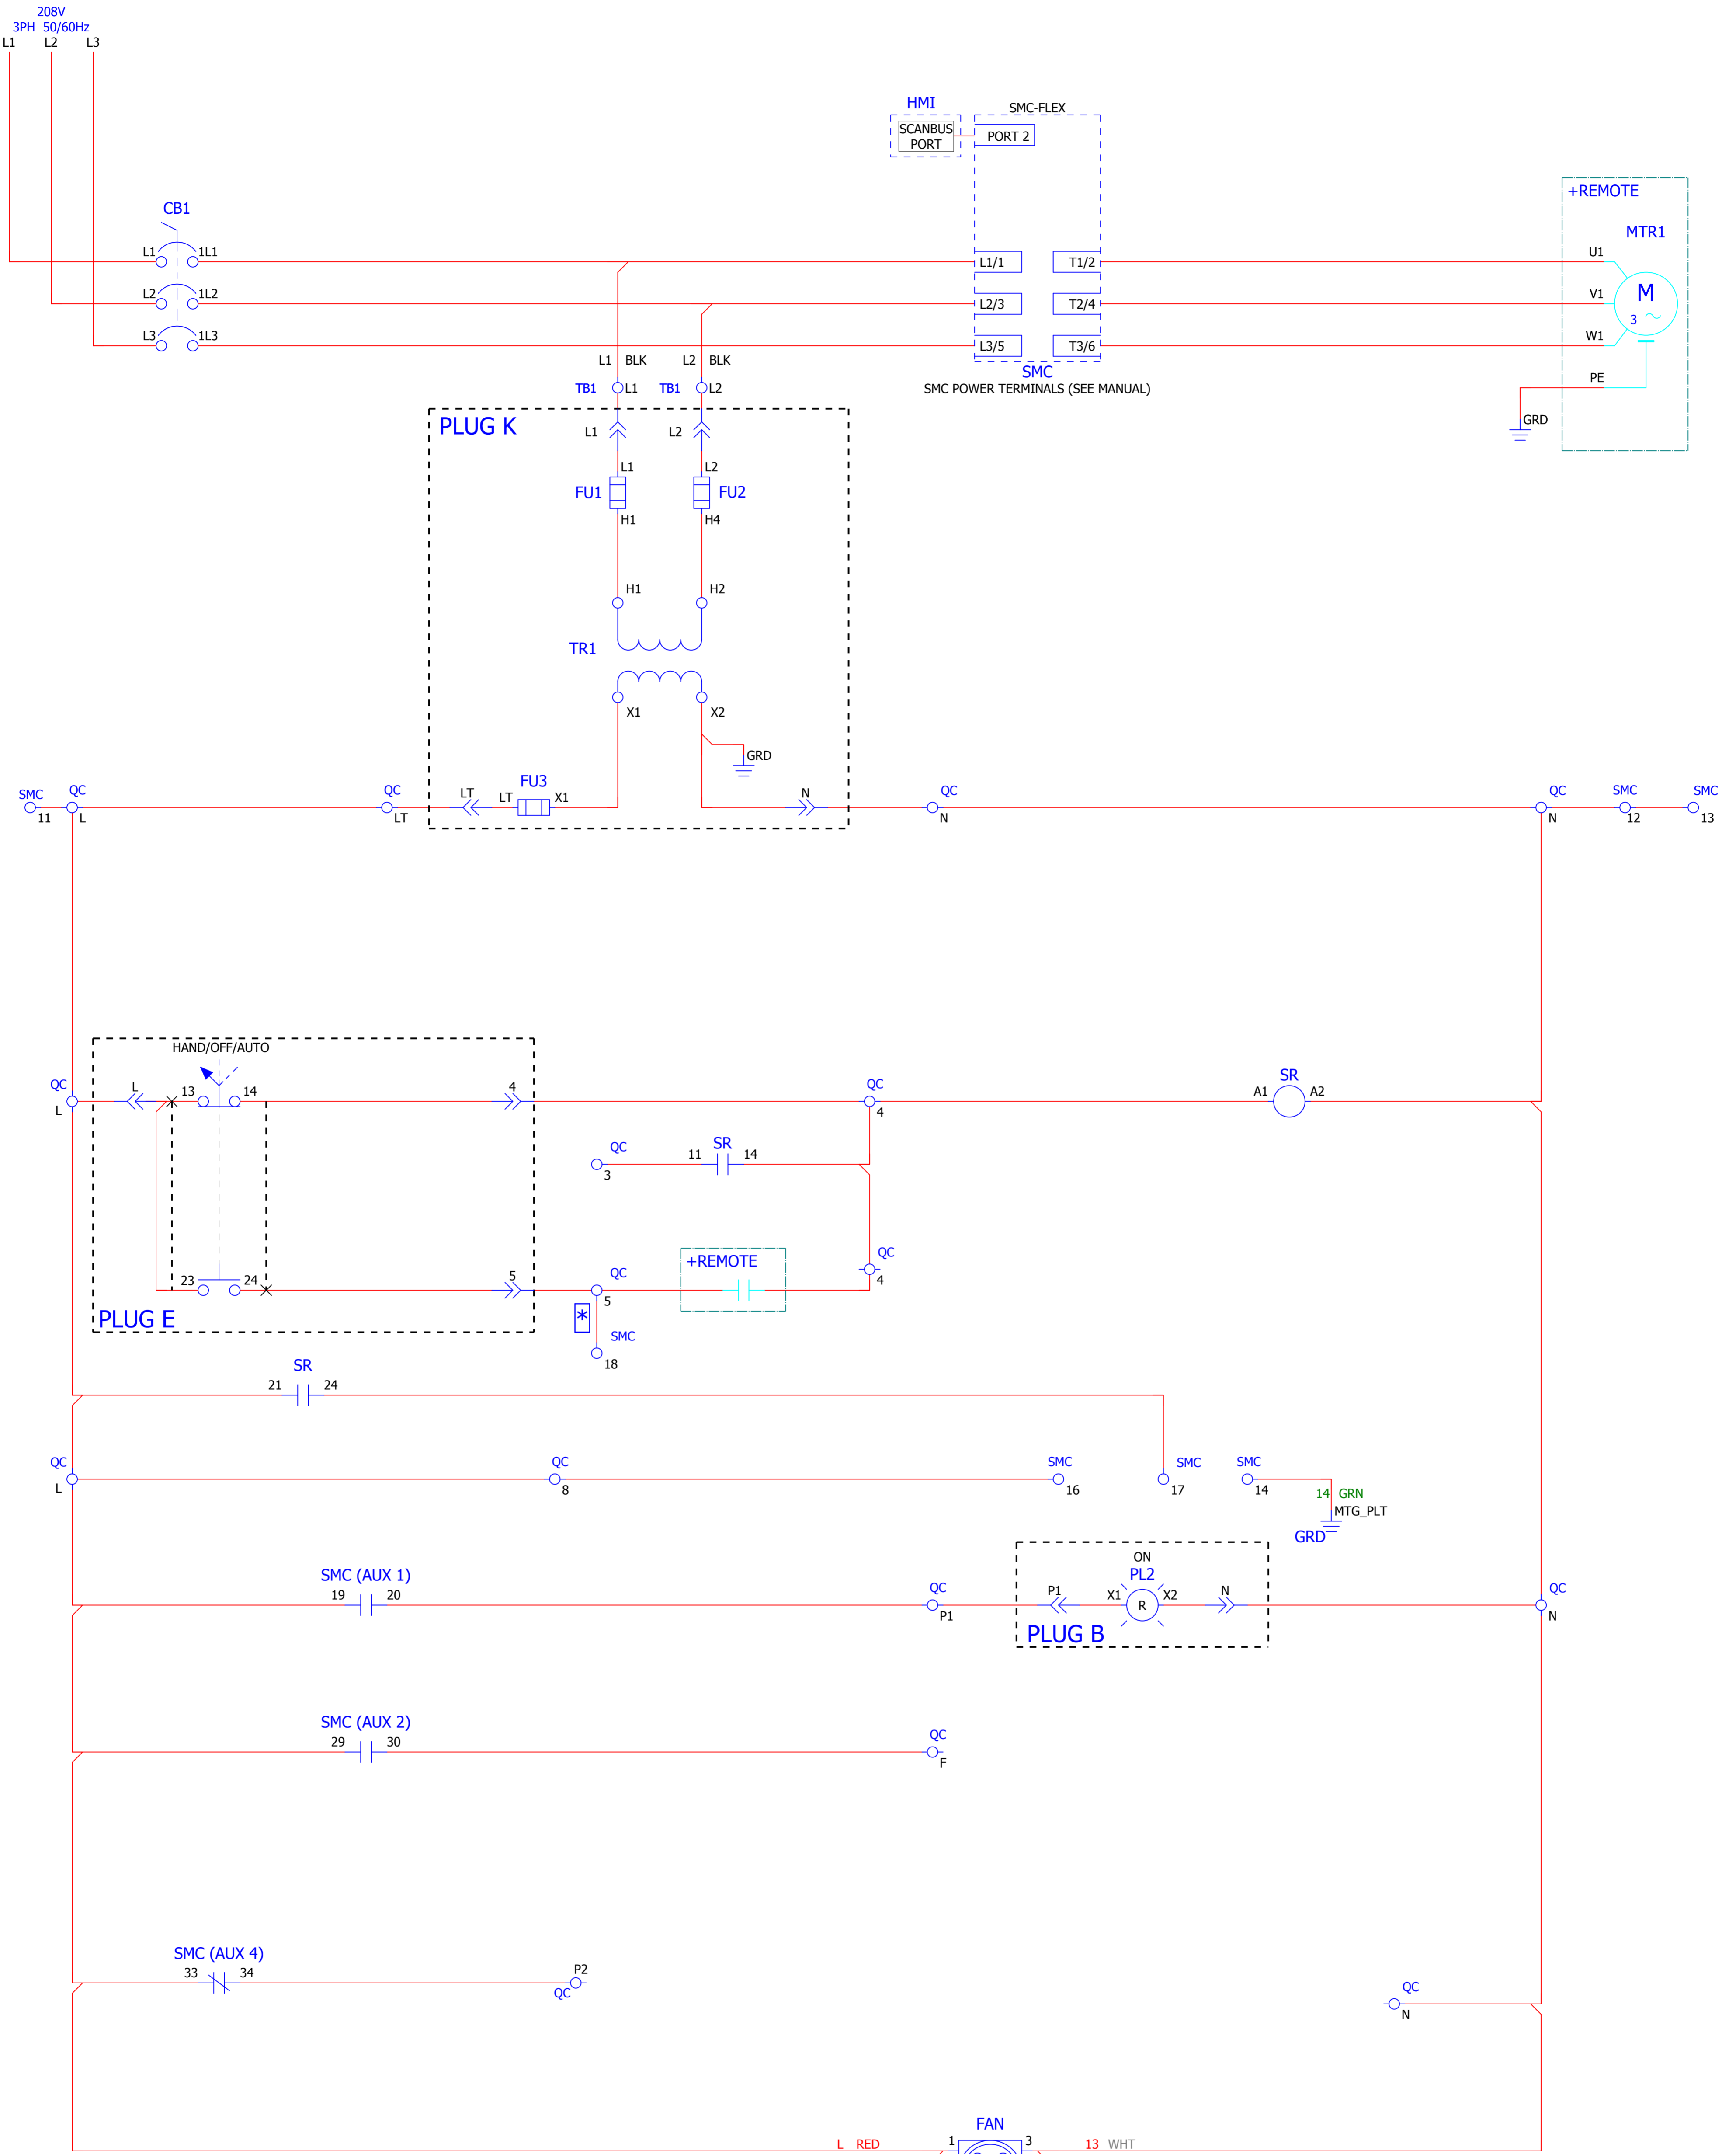 208V
3PH 50/60Hz
L1 L2 L3
HMI
SMC-FLEX
SCANBUS
PORT
PORT 2
+REMOTE
CB1
MTR1
L1 1L1
L1/1 T1/2
U1
L2 1L2
L2/3 T2/4
V1
M
3
L3 1L3
L3/5 T3/6
W1
L1 BLK L2 BLK
SMC
SMC POWER TERMINALS (SEE MANUAL)
PE
TB1 L1 TB1 L2
GRD
PLUG K
L1 L2
L1 L2
FU1 FU2
H1 H4
H1 H2
TR1
X1 X2
GRD
FU3
SMC QC QC LT LT X1 N QC QC SMC SMC
11 L LT N N 12 13
HAND/OFF/AUTO
QC L 13 14 4 QC SR
A1 A2
L 4
QC SR
11 14
3
QC
+REMOTE
4
23 24 5 QC
5
PLUG E
*
SMC
18
SR
21 24
QC QC SMC SMC SMC
L 8 16 17 14
14 GRN
MTG_PLT
GRD
ON
SMC (AUX 1) PL2
19 20 QC P1 X1 R X2 N QC
P1 N
PLUG B
SMC (AUX 2)
29 30 QC
F
SMC (AUX 4)
33 34 P2
QC
QC
N
FAN
L RED 1 3 13 WHT